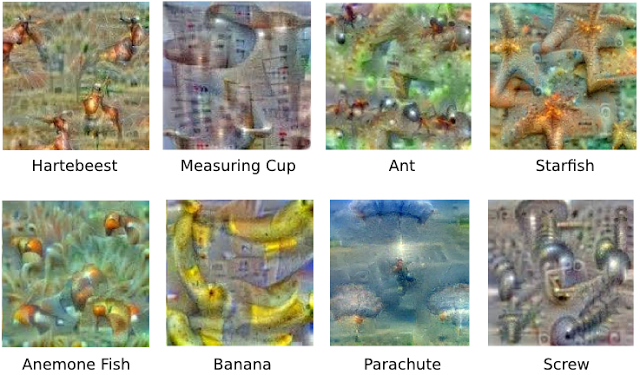 Hartebeest
Measuring Cup
Ant
Starfish
Anemone Fish
Banana
Parachute
Screw